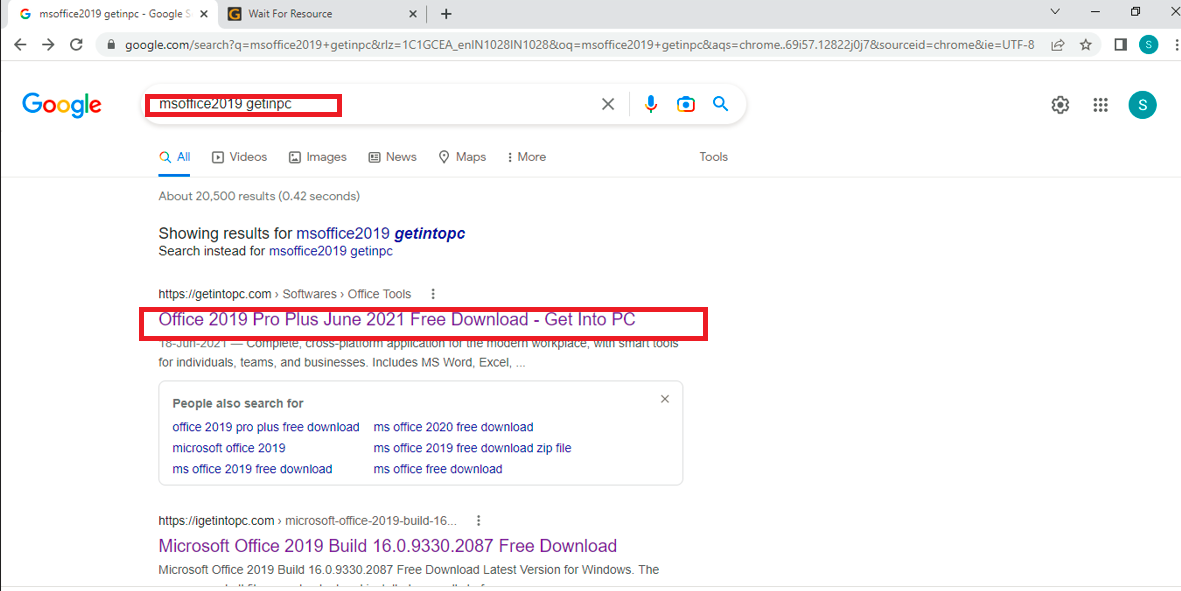 msoffice2019 getinpc - Google S
Wait For Resource
google.com/search?q=msoffice2019+getinpc&rlz=1C1GCEA_enIN1028IN1028&oq=msoffice2019+getinpc&aqs=chrome..69i57.12822j0j7&sourceid=chrome&ie=UTF-8
S
Google
msoffice2019 getinpc
S
All
Videos
Images
News
Maps
More
Tools
About 20,500 results (0.42 seconds)
Showing results for msoffice2019 getintopc
Search instead for msoffice2019 getinpc
https://getintopc.com › Softwares › Office Tools
Office 2019 Pro Plus June 2021 Free Download - Get Into PC
18-Jun-2021 — Complete, cross-platform application for the modern workplace, with smart tools
for individuals, teams, and businesses. Includes MS Word, Excel, ...
People also search for
office 2019 pro plus free download
ms office 2020 free download
microsoft office 2019
ms office 2019 free download zip file
ms office 2019 free download
ms office free download
https://igetintopc.com › microsoft-office-2019-build-16...
Microsoft Office 2019 Build 16.0.9330.2087 Free Download
Microsoft Office 2019 Build 16.0.9330.2087 Free Download Latest Version for Windows. The